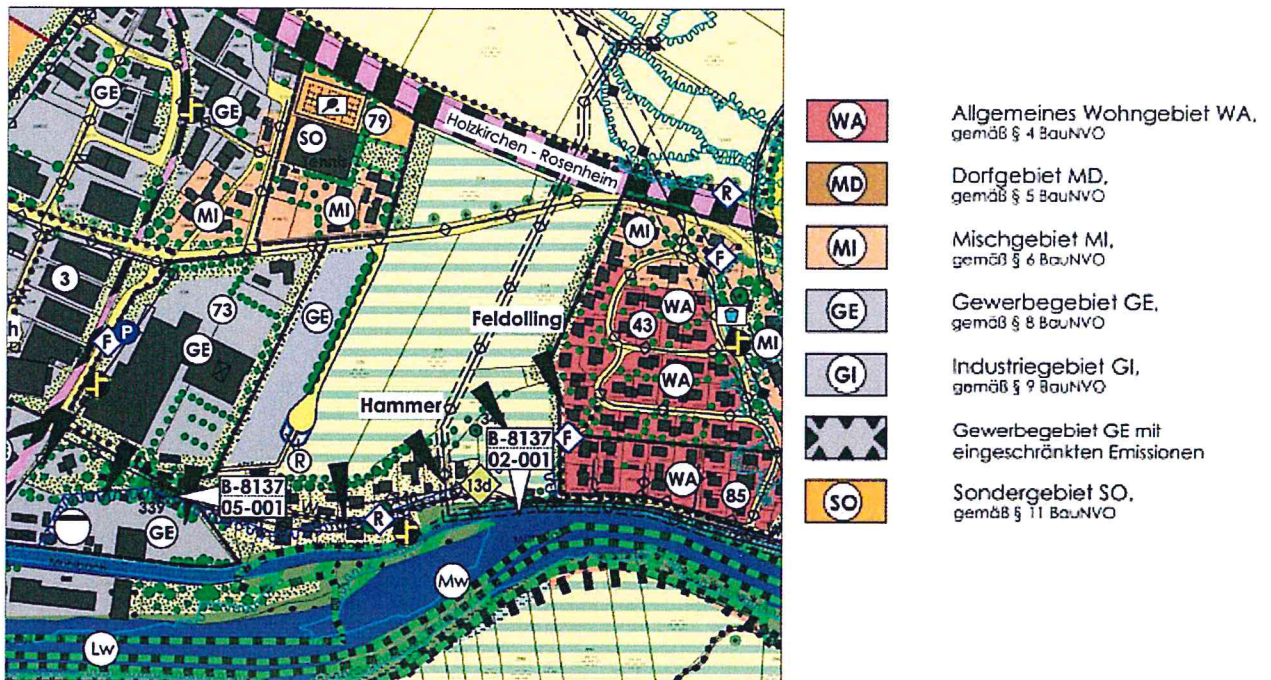 GE
GE
79
SO
Tennis
Holzkirchen - Rosenheim
R
MI
MI
MI
F
3
h
73
GE
GE
F
P
Feldolling
WA
43
MI
WA
Hammer
B-8137
02-001
F
13d
R
B-8137
05-001
339
GE
R
WA
85
Mw
Lw
WA
Allgemeines Wohngebiet WA,
gemäß § 4 BauNVO
MD
Dorfgebiet MD,
gemäß § 5 BauNVO
MI
Mischgebiet MI,
gemäß § 6 BauNVO
GE
Gewerbegebiet GE,
gemäß § 8 BauNVO
GI
Industriegebiet GI,
gemäß § 9 BauNVO
Gewerbegebiet GE mit
eingeschränkten Emissionen
SO
Sondergebiet SO,
gemäß § 11 BauNVO